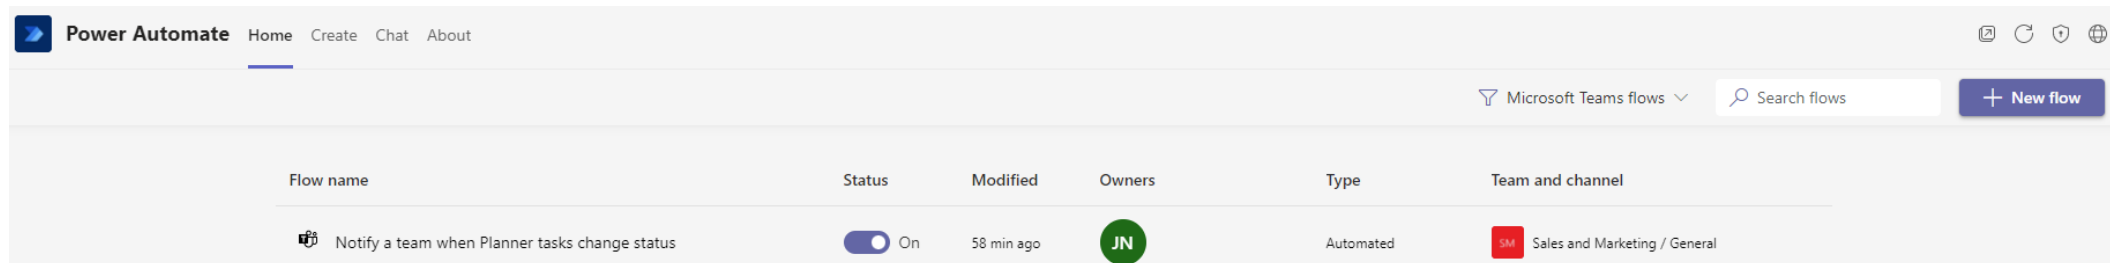 Power Automate Home Create Chat About
Microsoft Teams flows Search flows New flow
Flow name Status Modified Owners Type Team and channel
Notify a team when Planner tasks change status On 58 min ago JN Automated SM Sales and Marketing / General